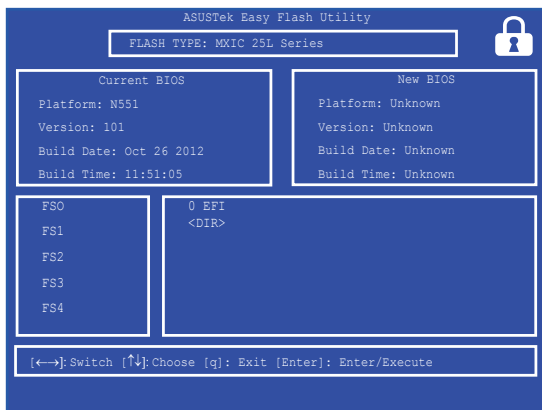 ASUSTek Easy Flash Utility
FLASH TYPE: MXIC 25L Series
Current BIOS
Platform: N551
Version: 101
Build Date: Oct 26 2012
Build Time: 11:51:05
New BIOS
Platform: Unknown
Version: Unknown
Build Date: Unknown
Build Time: Unknown
FSO
FS1
FS2
FS3
FS4
0 EFI
<DIR>
[←→]: Switch [↑↓]: Choose [q]: Exit [Enter]: Enter/Execute